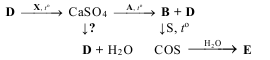 D —X, t°→ CaSO₄ —A, t°→ B + D
↓? ↓S, t°
D + H₂O COS —H₂O→ E